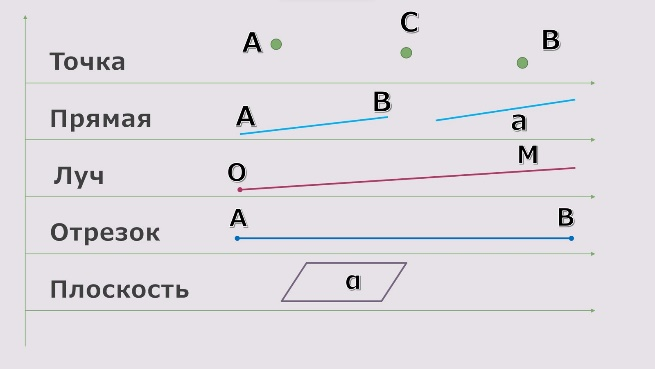 Точка A C B
Прямая A B a
Луч O M
Отрезок A B
Плоскость a